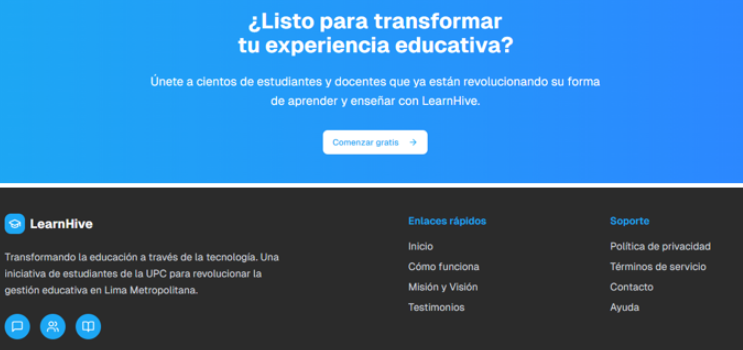 ¿Listo para transformar
tu experiencia educativa?
Únete a cientos de estudiantes y docentes que ya están revolucionando su forma
de aprender y enseñar con LearnHive.
Comenzar gratis
LearnHive
Transformando la educación a través de la tecnología. Una
iniciativa de estudiantes de la UPC para revolucionar la
gestión educativa en Lima Metropolitana.
Enlaces rápidos
Inicio
Cómo funciona
Misión y Visión
Testimonios
Soporte
Política de privacidad
Términos de servicio
Contacto
Ayuda